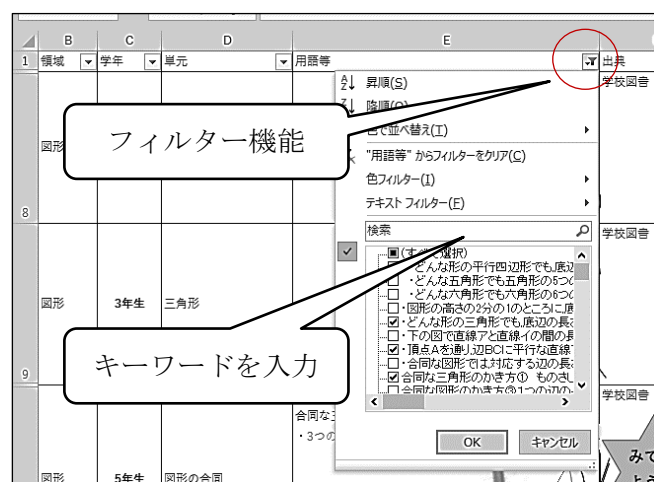 B C D E
1 領域 学年 単元 用語等 出典
昇順(S) 学校図書
降順(O)
色で並べ替え(T)
フィルター機能
図形
"用語等" からフィルターをクリア(C)
色フィルター(I)
テキスト フィルター(F)
8
検索
学校図書
(すべて選択)
・どんな形の平行四辺形でも,底辺
・どんな五角形でも五角形の5つの
・どんな六角形でも六角形の6つの
図形 3年生 三角形
・図形の高さの2分の1のところに,底
・どんな形の三角形でも,底辺の長さ
・下の図で直線アと直線イの間の長
・頂点Aを通り,辺BCに平行な直線
キーワードを入力
・合同な図形では,対応する辺の長さ
合同な三角形のかき方① ものさし
9
合同な図形のかき方③1つの辺の
学校図書
合同な三
・3つの
OK キャンセル
みて
図形 5年生 図形の合同